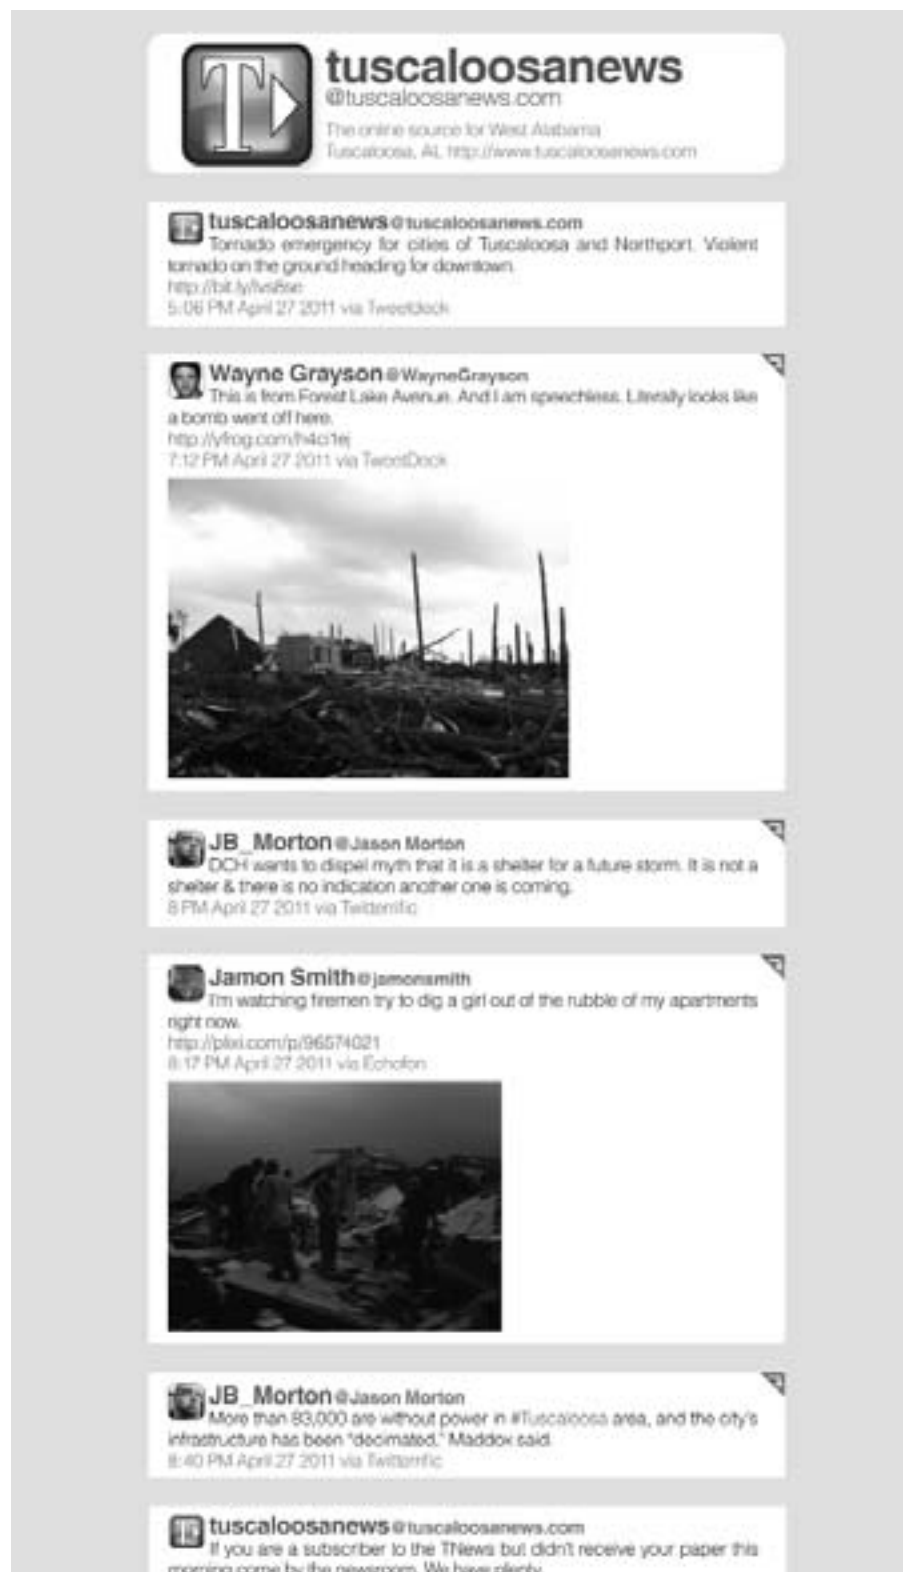 T
tuscaloosanews
@tuscaloosanews.com
The online source for West Alabama
Tuscaloosa, AL http://www.tuscaloosanews.com
tuscaloosanews@tuscaloosanews.com
Tornado emergency for cities of Tuscaloosa and Northport. Violent
tornado on the ground heading for downtown.
5:06 PM April 27 2011 via Tweetdeck
Wayne Grayson@WayneGrayson
This is from Forest Lake Avenue. And I am speechless. Literally looks like
a bomb went off here.
7:12 PM April 27 2011 via TweetDeck
JB_Morton@Jason Morton
DCH wants to dispel myth that it is a shelter for a future storm. It is not a
shelter & there is no indication another one is coming.
8 PM April 27 2011 via Twitterrific
Jamon Smith@jamonsmith
I'm watching firemen try to dig a girl out of the rubble of my apartments
right now.
http://plixi.com/p/96574021
8:17 PM April 27 2011 via Echofon
JB_Morton@Jason Morton
More than 83,000 are without power in #Tuscaloosa area, and the city's
infrastructure has been "decimated," Maddox said.
8:40 PM April 27 2011 via Twitterrific
tuscaloosanews@tuscaloosanews.com
If you are a subscriber to the TNews but didn't receive your paper this
morning come by the newsroom. We have plenty.